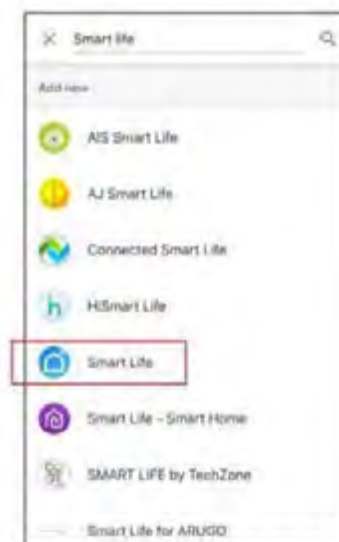 Smart life
Add new
AIS Smart Life
AJ Smart Life
Connected Smart Life
HiSmart Life
Smart Life
Smart Life - Smart Home
SMART LIFE by TechZone
Smart Life for ARUGO